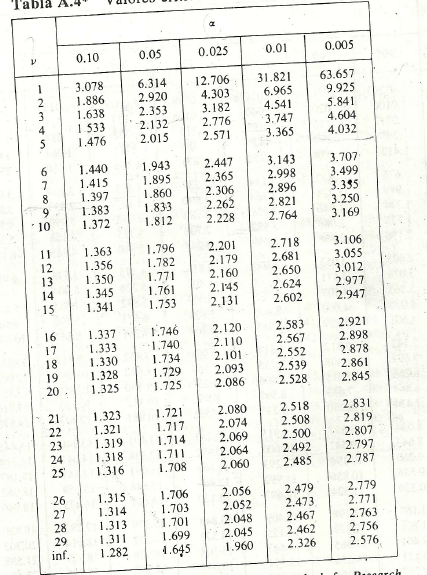 Tabla A.4*
α
ν 0.10 0.05 0.025 0.01 0.005
1 3.078 6.314 12.706 31.821 63.657
2 1.886 2.920 4.303 6.965 9.925
3 1.638 2.353 3.182 4.541 5.841
4 1 533 2.132 2.776 3.747 4.604
5 1.476 2.015 2.571 3.365 4.032
6 1.440 1.943 2.447 3.143 3.707
7 1.415 1.895 2.365 2.998 3.499
8 1.397 1.860 2.306 2.896 3.355
9 1.383 1.833 2.262 2.821 3.250
10 1.372 1.812 2.228 2.764 3.169
11 1.363 1.796 2.201 2.718 3.106
12 1.356 1.782 2.179 2.681 3.055
13 1.350 1.771 2.160 2.650 3.012
14 1.345 1.761 2.145 2.624 2.977
15 1.341 1.753 2.131 2.602 2.947
16 1.337 1.746 2.120 2.583 2.921
17 1.333 1.740 2.110 2.567 2.898
18 1.330 1.734 2.101 2.552 2.878
19 1.328 1.729 2.093 2.539 2.861
20 1.325 1.725 2.086 2.528 2.845
21 1.323 1.721 2.080 2.518 2.831
22 1.321 1.717 2.074 2.508 2.819
23 1.319 1.714 2.069 2.500 2.807
24 1.318 1.711 2.064 2.492 2.797
25 1.316 1.708 2.060 2.485 2.787
26 1.315 1.706 2.056 2.479 2.779
27 1.314 1.703 2.052 2.473 2.771
28 1.313 1.701 2.048 2.467 2.763
29 1.311 1.699 2.045 2.462 2.756
inf. 1.282 1.645 1.960 2.326 2.576
for Research